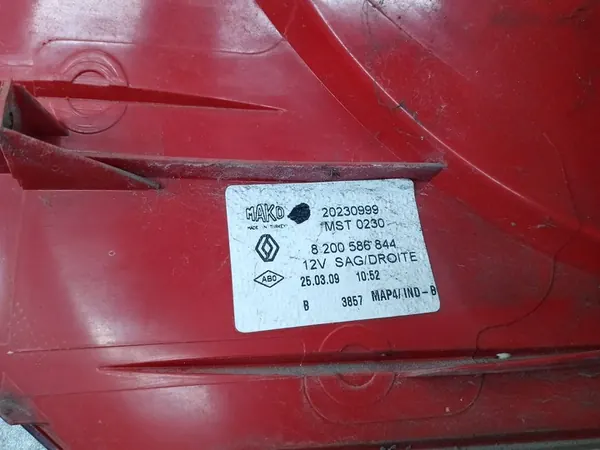 MAKO 20230999
MADE IN TURKEY MST 0230
8 200 586 844
12V SAG/DROITE
ABO 25.03.09 10:52
B 3857 MAP4/IND-B